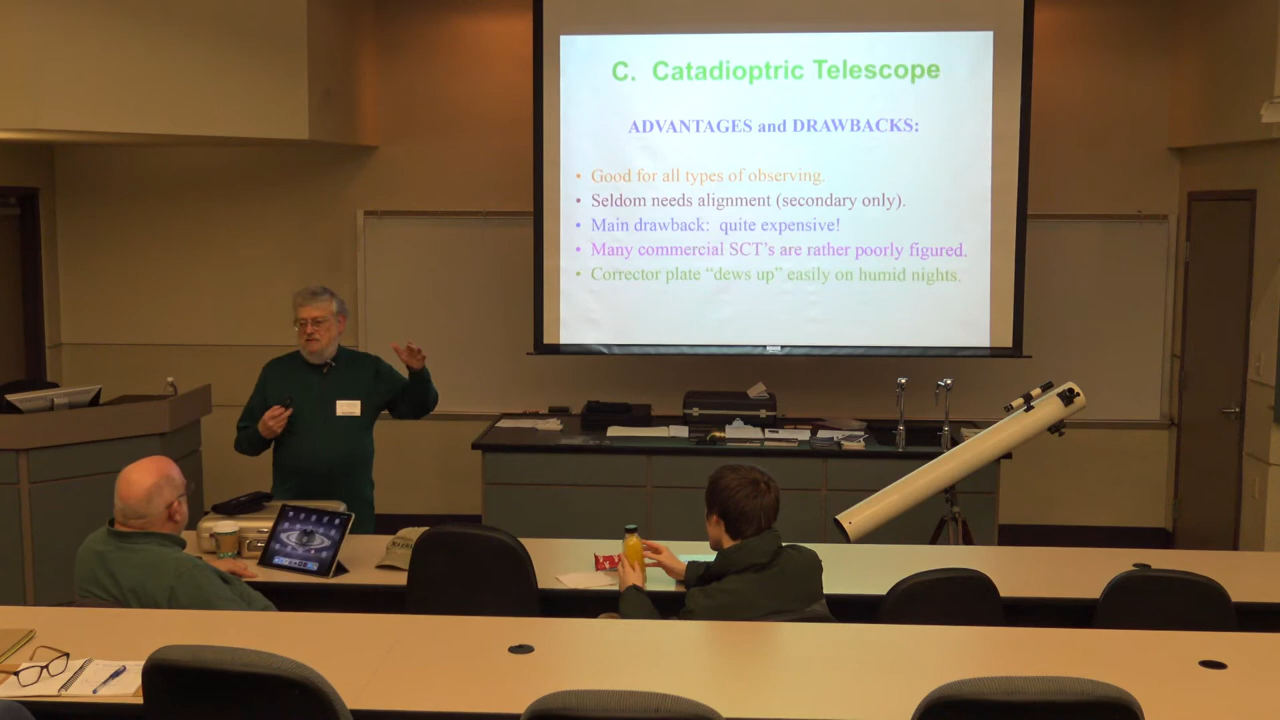 C. Catadioptric Telescope
ADVANTAGES and DRAWBACKS:
• Good for all types of observing.
• Seldom needs alignment (secondary only).
• Main drawback: quite expensive!
• Many commercial SCT's are rather poorly figured.
• Corrector plate “dews up” easily on humid nights.